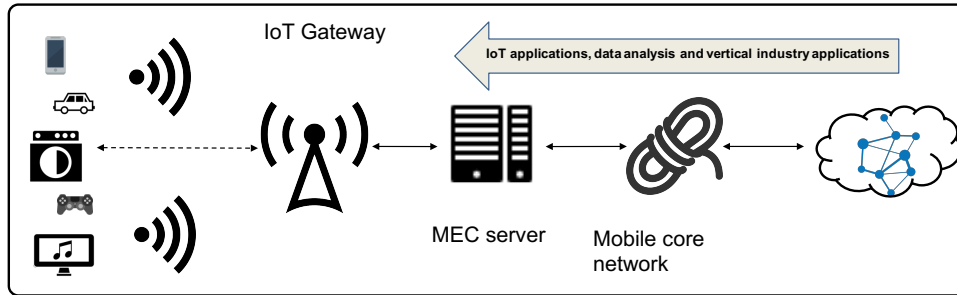 IoT Gateway
IoT applications, data analysis and vertical industry applications
MEC server
Mobile core
network